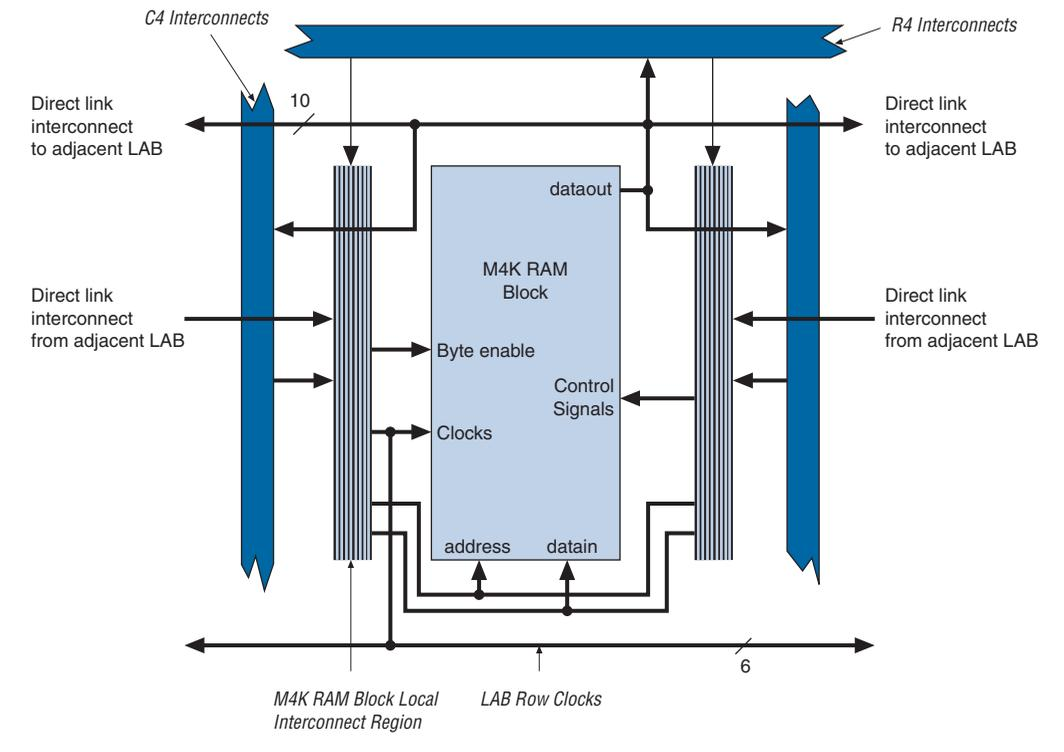 C4 Interconnects
R4 Interconnects
Direct link
interconnect
to adjacent LAB
10
Direct link
interconnect
to adjacent LAB
dataout
M4K RAM
Block
Direct link
interconnect
from adjacent LAB
Direct link
interconnect
from adjacent LAB
Byte enable
Control
Signals
Clocks
address
datain
6
M4K RAM Block Local
Interconnect Region
LAB Row Clocks